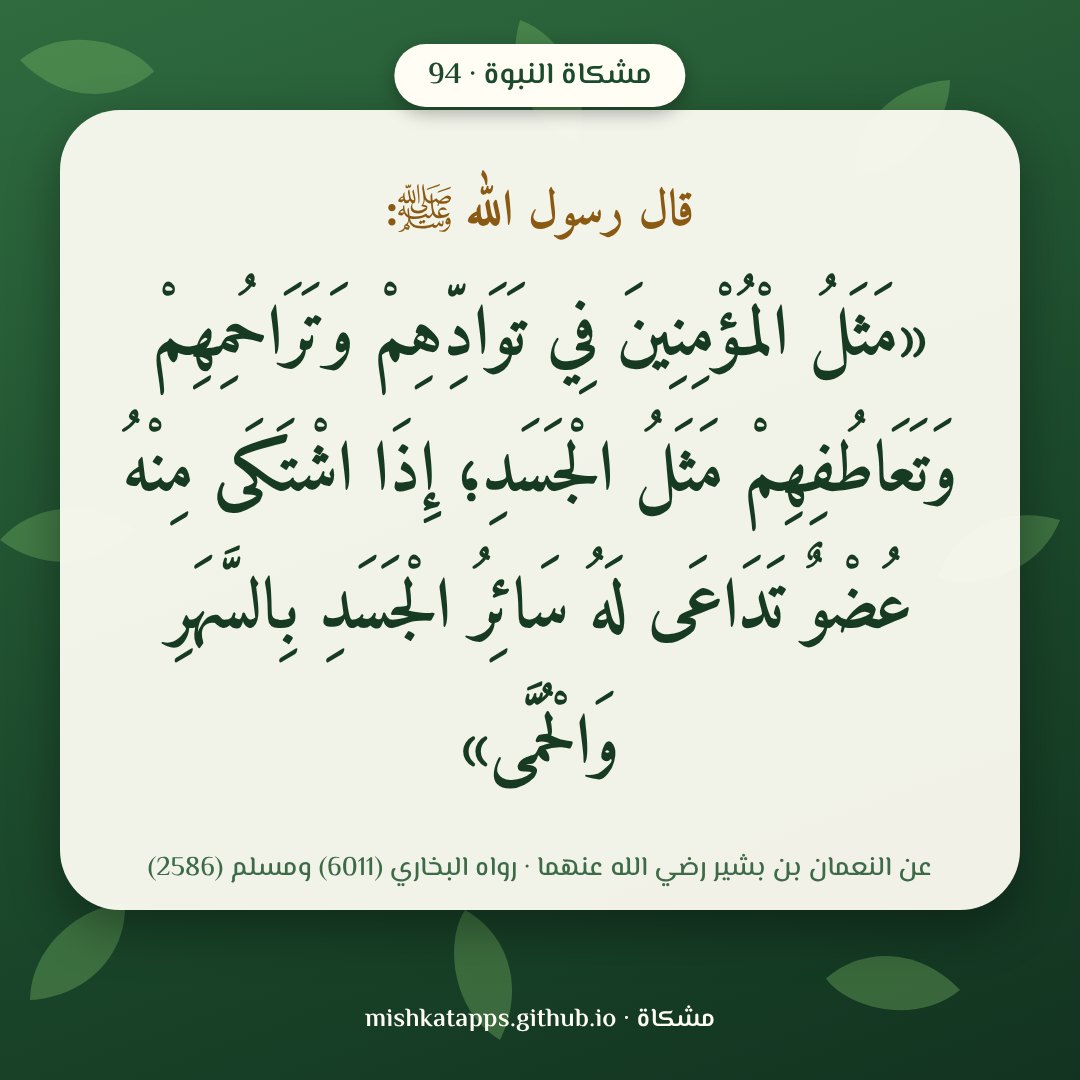 مشكاة النبوة · 94
قال رسول الله ﷺ:
«مَثَلُ الْمُؤْمِنِينَ فِي تَوَادِّهِمْ وَتَرَاحُمِهِمْ
وَتَعَاطُفِهِمْ مَثَلُ الْجَسَدِ؛ إِذَا اشْتَكَى مِنْهُ
عُضْوٌ تَدَاعَى لَهُ سَائِرُ الْجَسَدِ بِالسَّهَرِ
وَالْحُمَّى»
عن النعمان بن بشير رضي الله عنهما · رواه البخاري (6011) ومسلم (2586)
مشكاة · mishkatapps.github.io